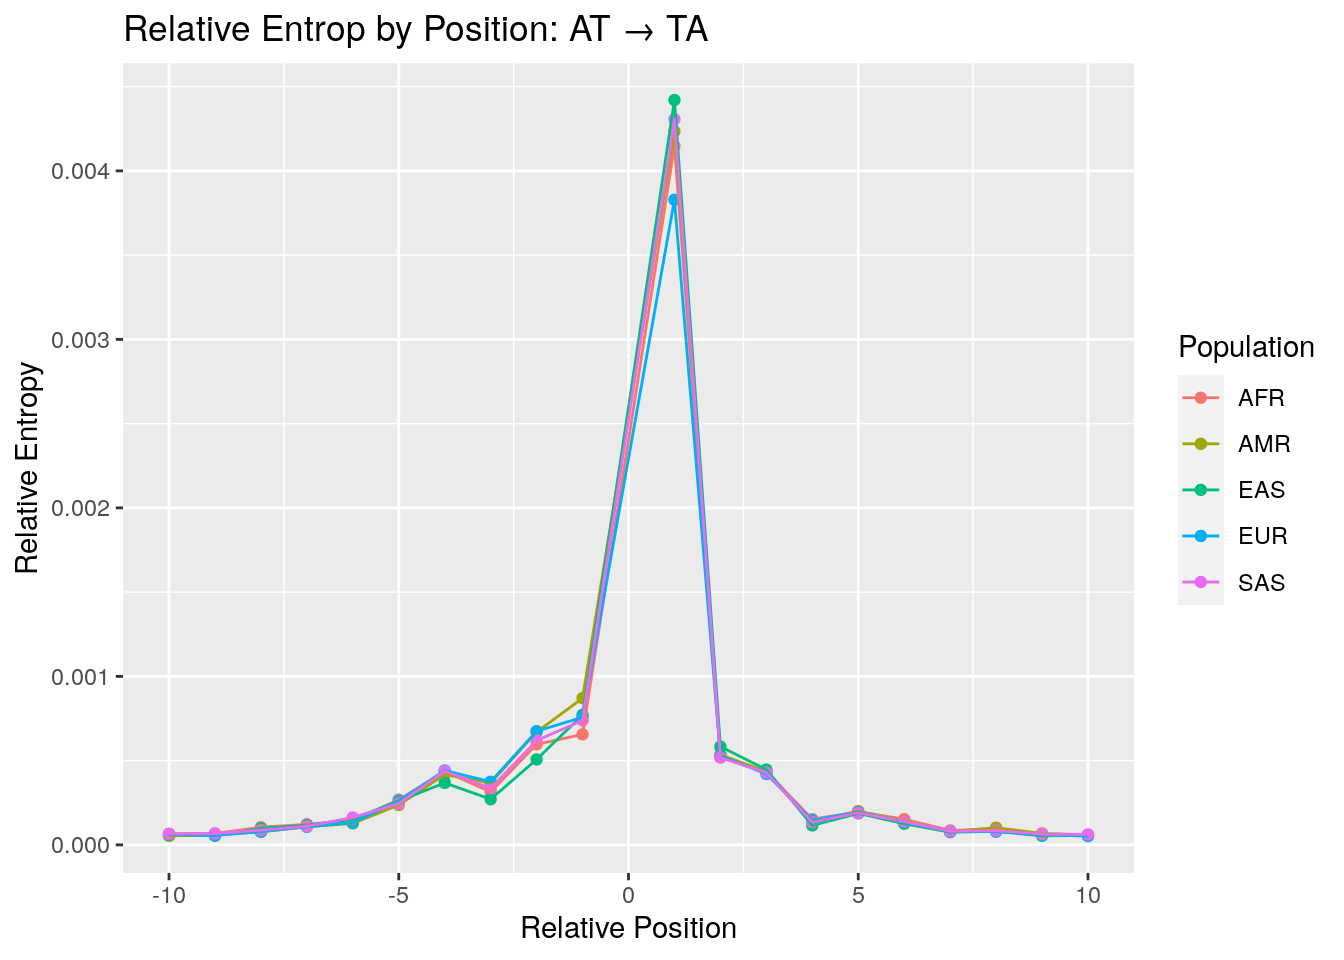 Relative Entrop by Position: AT → TA
Relative Entropy
0.004
0.003
0.002
0.001
0.000
-10
-5
0
5
10
Relative Position
Population
AFR
AMR
EAS
EUR
SAS